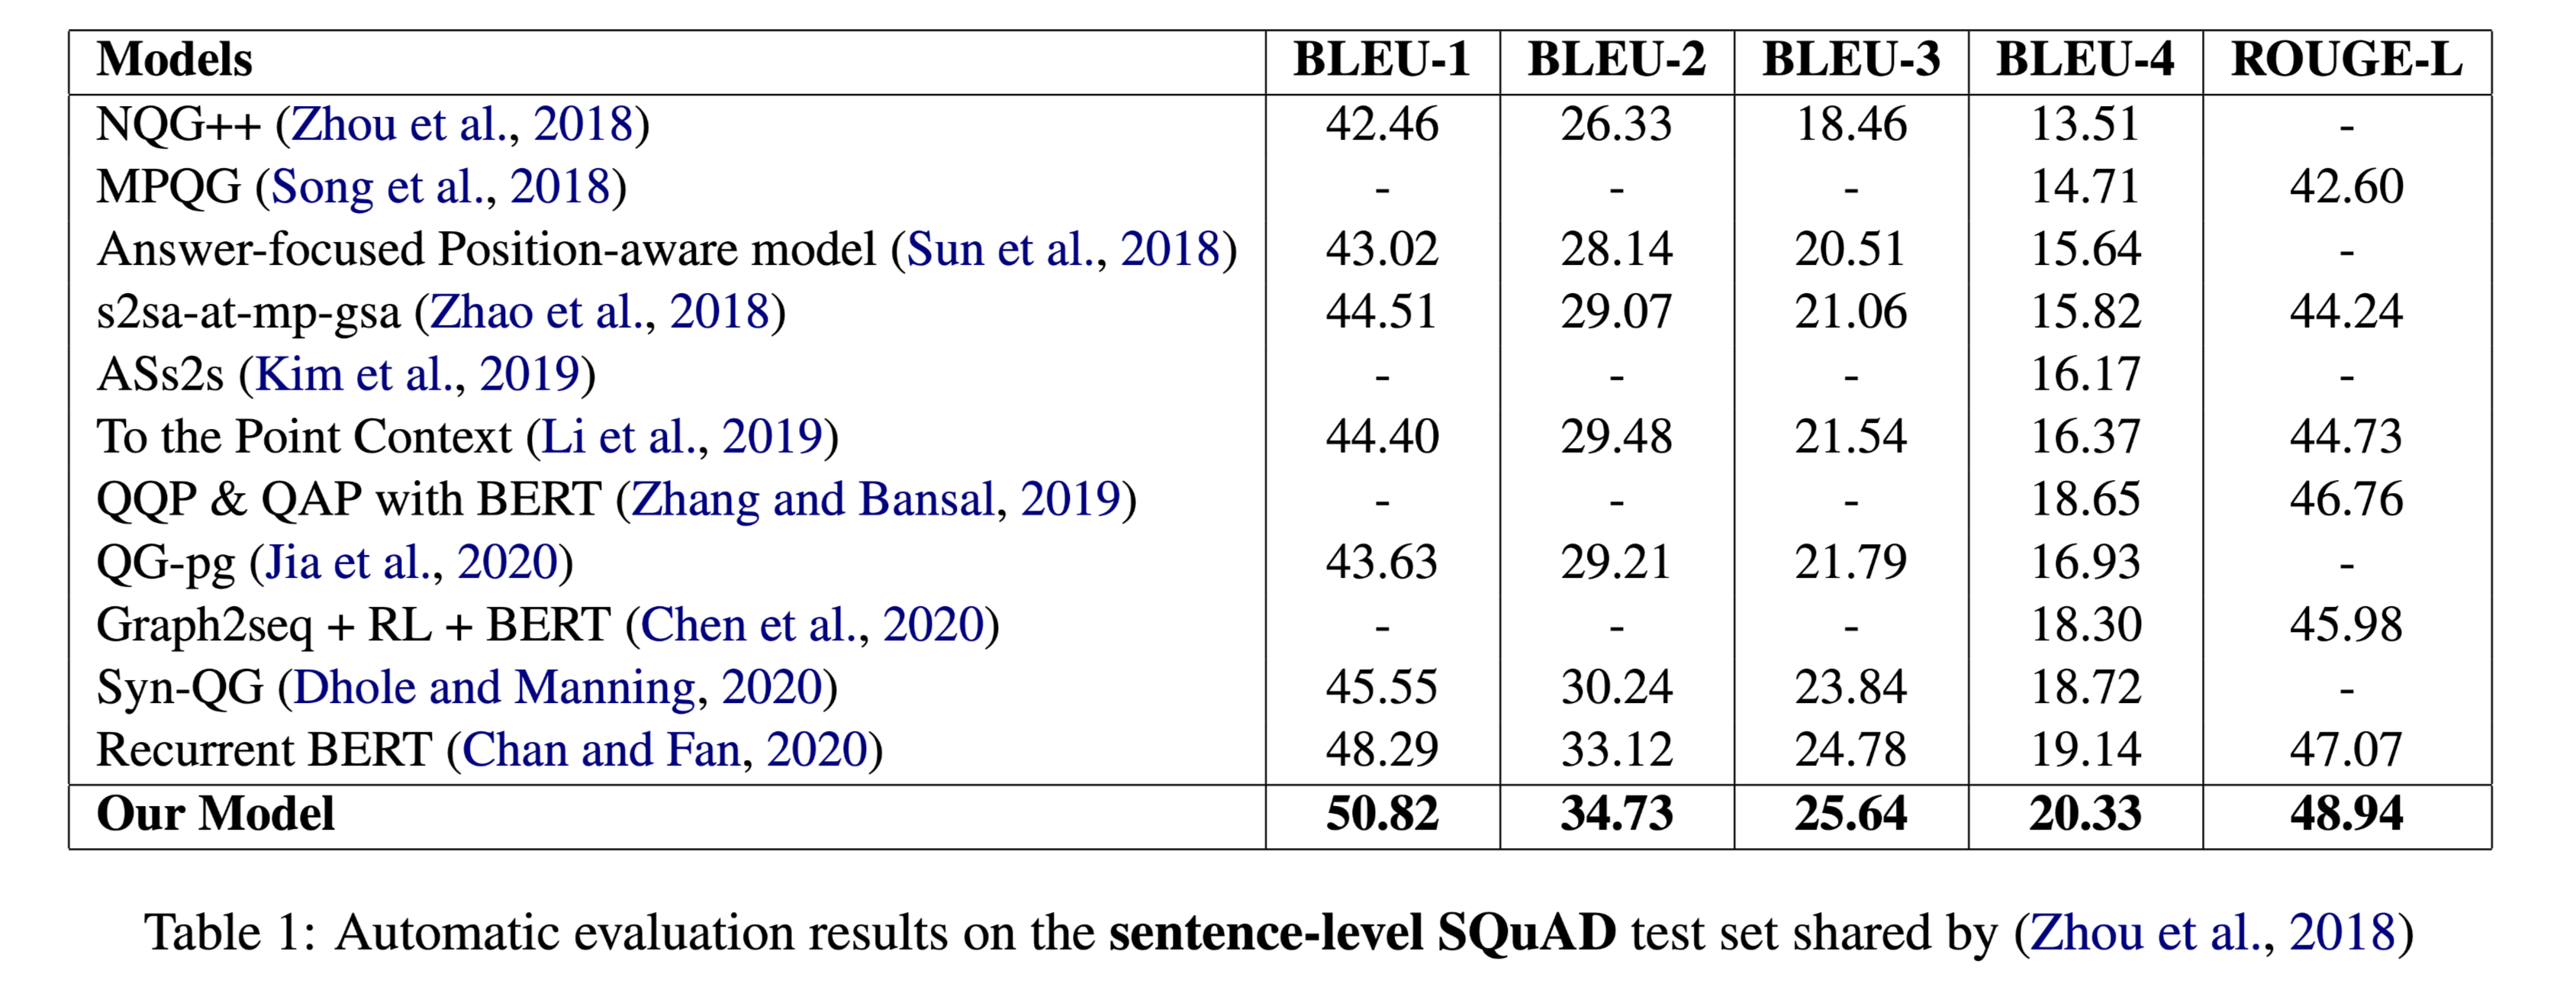 Models BLEU-1 BLEU-2 BLEU-3 BLEU-4 ROUGE-L
NQG++ (Zhou et al., 2018) 42.46 26.33 18.46 13.51 -
MPQG (Song et al., 2018) - - - 14.71 42.60
Answer-focused Position-aware model (Sun et al., 2018) 43.02 28.14 20.51 15.64 -
s2sa-at-mp-gsa (Zhao et al., 2018) 44.51 29.07 21.06 15.82 44.24
ASs2s (Kim et al., 2019) - - - 16.17 -
To the Point Context (Li et al., 2019) 44.40 29.48 21.54 16.37 44.73
QQP & QAP with BERT (Zhang and Bansal, 2019) - - - 18.65 46.76
QG-pg (Jia et al., 2020) 43.63 29.21 21.79 16.93 -
Graph2seq + RL + BERT (Chen et al., 2020) - - - 18.30 45.98
Syn-QG (Dhole and Manning, 2020) 45.55 30.24 23.84 18.72 -
Recurrent BERT (Chan and Fan, 2020) 48.29 33.12 24.78 19.14 47.07
Our Model 50.82 34.73 25.64 20.33 48.94
Table 1: Automatic evaluation results on the sentence-level SQuAD test set shared by (Zhou et al., 2018)